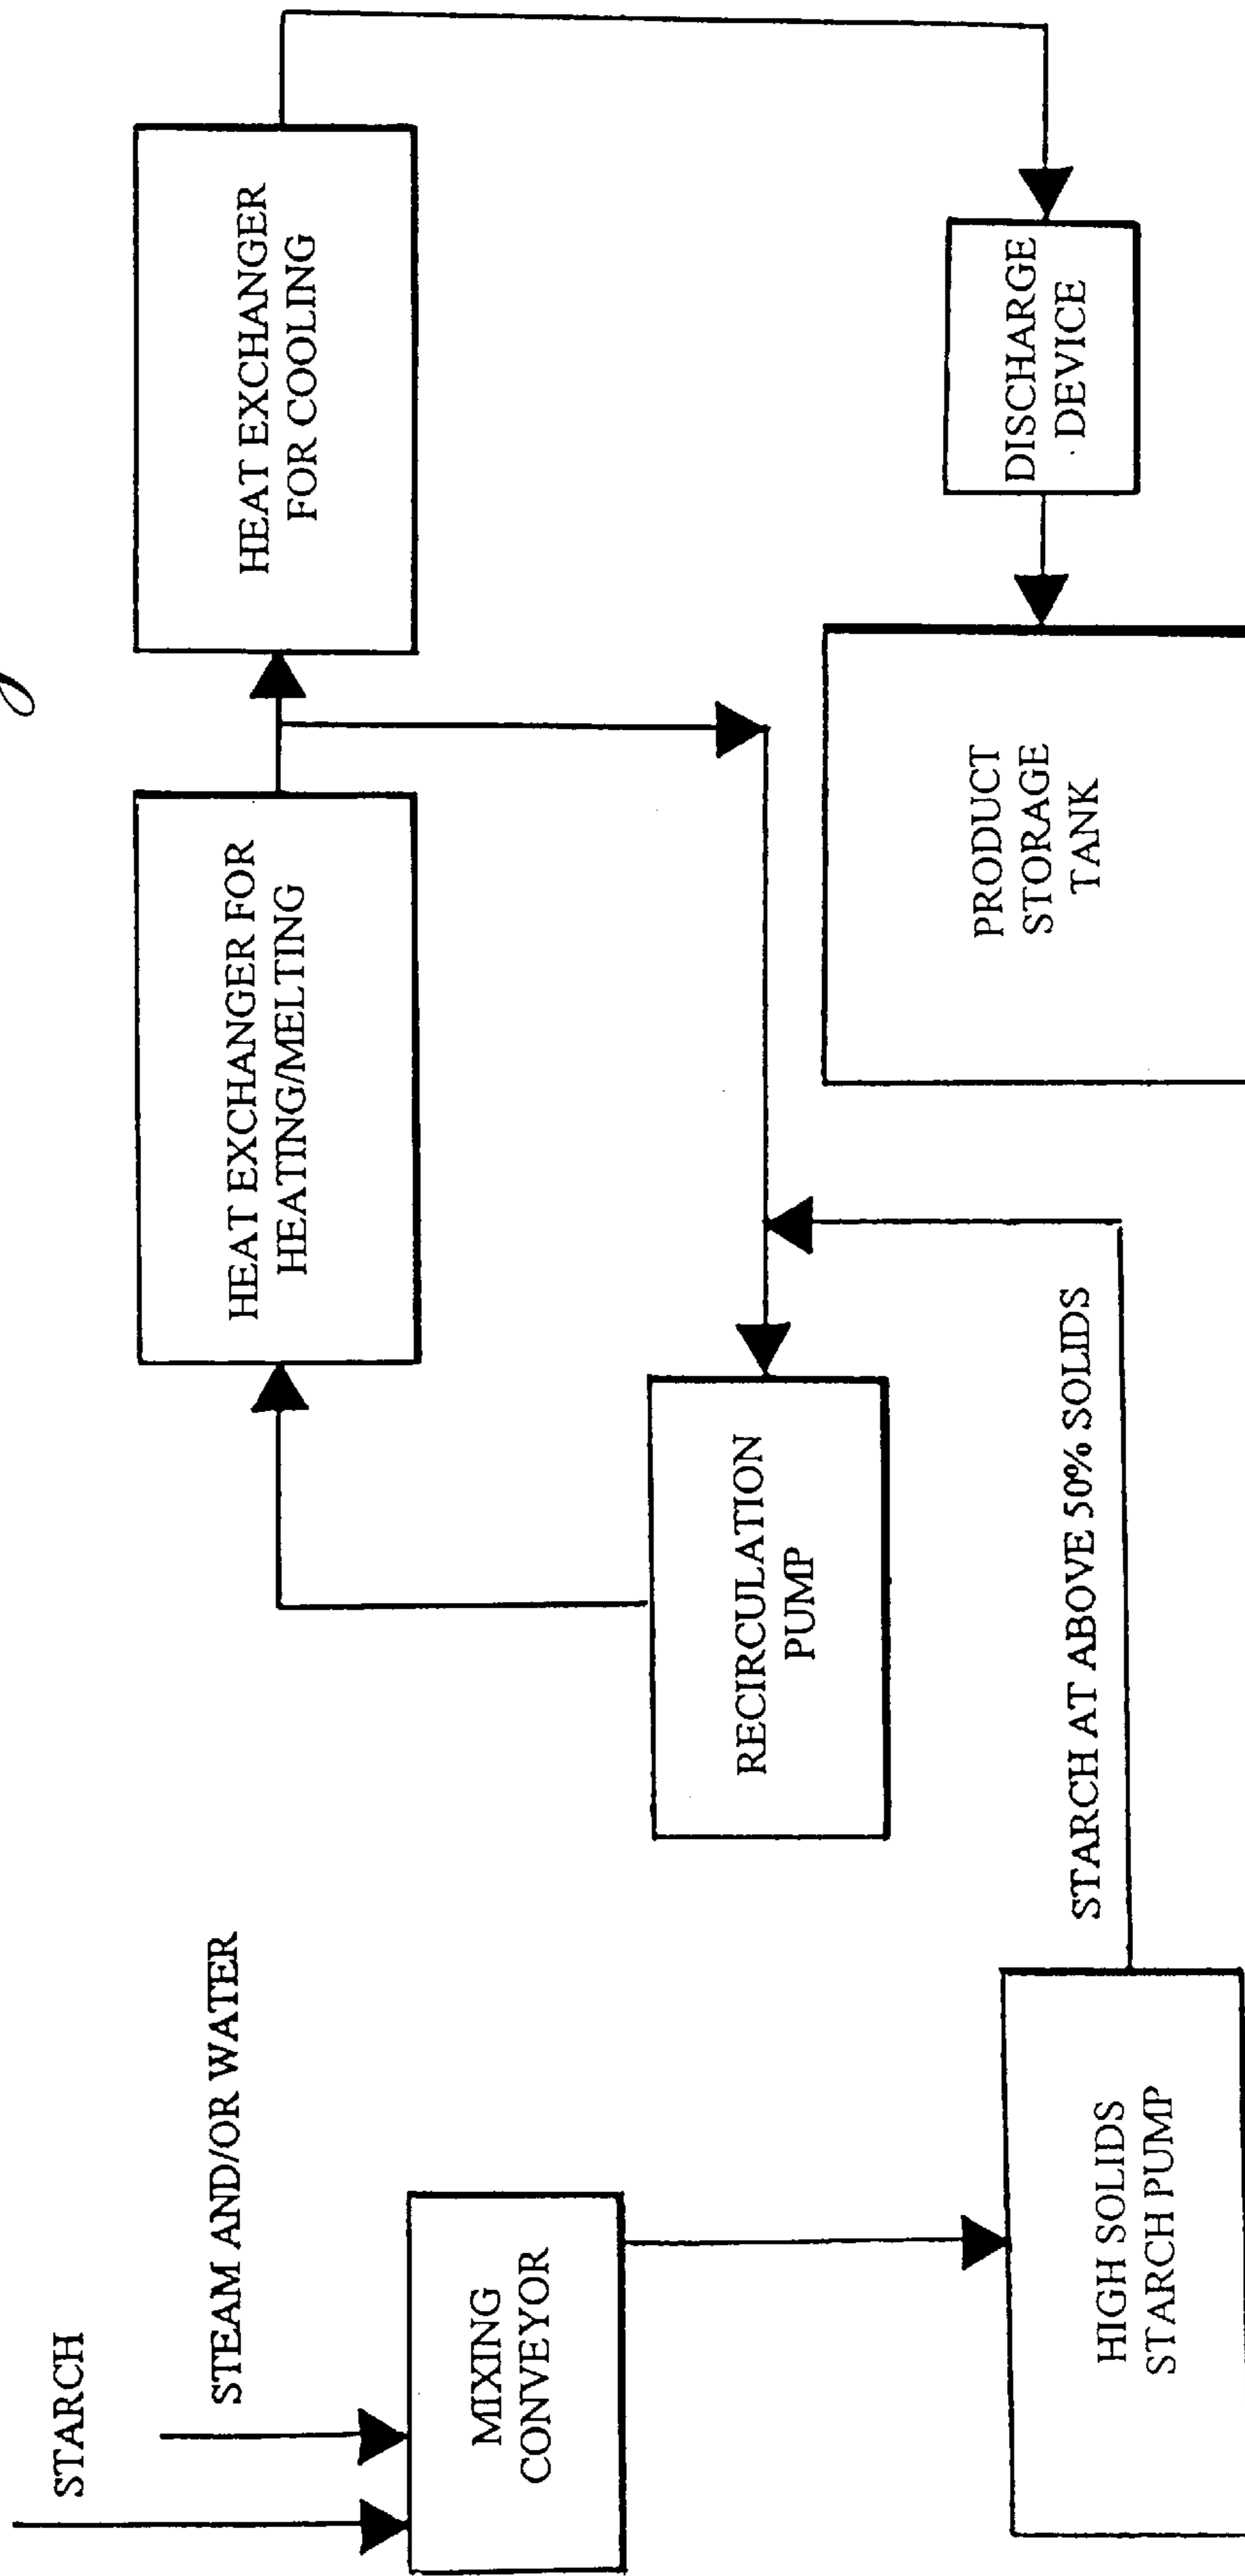 STARCH
STEAM AND/OR WATER
MIXING
CONVEYOR
HIGH SOLIDS
STARCH PUMP
STARCH AT ABOVE 50% SOLIDS
RECIRCULATION
PUMP
HEAT EXCHANGER FOR
HEATING/MELTING
HEAT EXCHANGER
FOR COOLING
DISCHARGE
DEVICE
PRODUCT
STORAGE
TANK